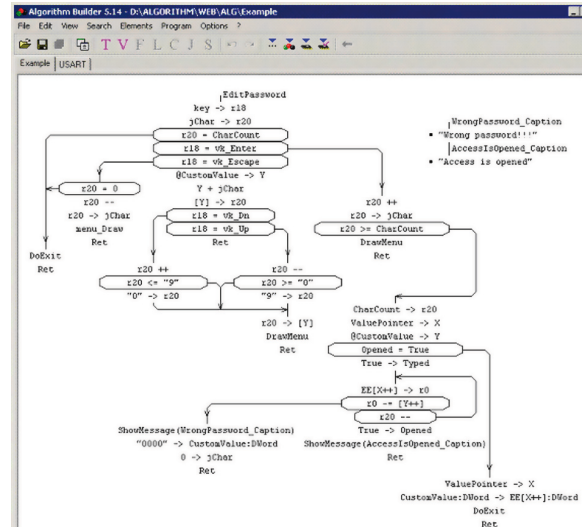 Algorithm Builder 5.14 - D:\ALGORITHM\WEB\ALG\Example
File Edit View Search Elements Program Options ?
T V F L C J S
Example USART
EditPassword
key -> r18
jChar -> r20
r20 = CharCount
r18 = vk_Enter
r18 = vk_Escape
@CustomValue -> Y
Y + jChar
[Y] -> r20
r18 = vk_Dn
r18 = vk_Up
Ret
WrongPassword_Caption
"Wrong password!!!"
AccessIsOpened_Caption
"Access is opened"
r20 = 0
r20 --
r20 -> jChar
menu_Draw
Ret
DoExit
Ret
r20 ++
r20 -> jChar
r20 >= CharCount
DrawMenu
Ret
r20 ++
r20 <= "9"
"0" -> r20
r20 --
r20 >= "0"
"9" -> r20
r20 -> [Y]
DrawMenu
Ret
CharCount -> r20
ValuePointer -> X
@CustomValue -> Y
Opened = True
True -> Typed
EE[X++] -> r0
r0 -= [Y++]
r20 --
True -> Opened
ShowMessage(AccessIsOpened_Caption)
Ret
ShowMessage(WrongPassword_Caption)
"0000" -> CustomValue:DWord
0 -> jChar
Ret
ValuePointer -> X
CustomValue:DWord -> EE[X++]:DWord
DoExit
Ret